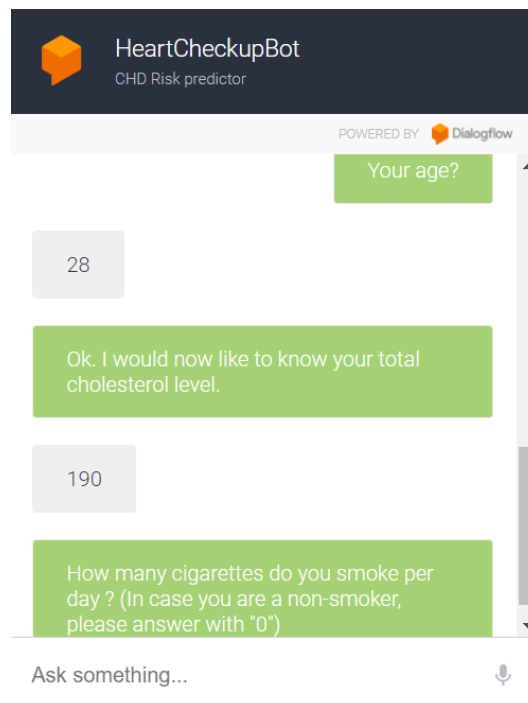 HeartCheckupBot
CHD Risk predictor
POWERED BY Dialogflow
Your age?
28
Ok. I would now like to know your total
cholesterol level.
190
How many cigarettes do you smoke per
day ? (In case you are a non-smoker,
please answer with "0")
Ask something...